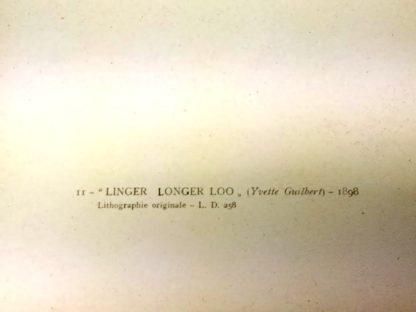 11 - “ LINGER LONGER LOO „ (Yvette Guilbert) - 1898
Lithographie originale - L. D. 258